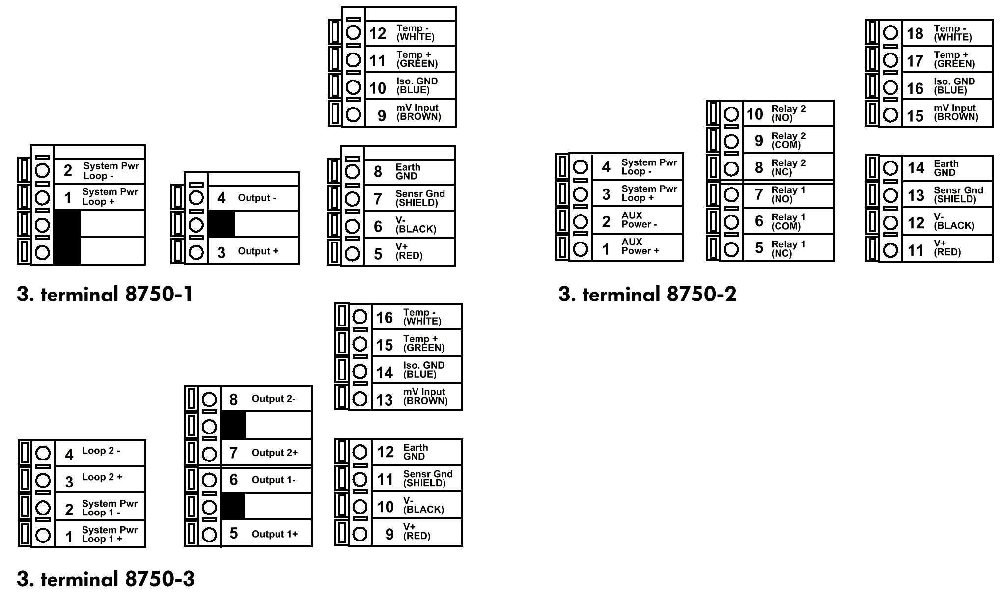 12 Temp -
(WHITE)
11 Temp +
(GREEN)
10 Iso. GND
(BLUE)
9 mV Input
(BROWN)
2 System Pwr
Loop -
1 System Pwr
Loop +
4 Output -
3 Output +
8 Earth
GND
7 Sensr Gnd
(SHIELD)
6 V-
(BLACK)
5 V+
(RED)
3. terminal 8750-1
18 Temp -
(WHITE)
17 Temp +
(GREEN)
16 Iso. GND
(BLUE)
15 mV Input
(BROWN)
4 System Pwr
Loop -
3 System Pwr
Loop +
2 AUX
Power -
1 AUX
Power +
10 Relay 2
(NO)
9 Relay 2
(COM)
8 Relay 2
(NC)
7 Relay 1
(NO)
6 Relay 1
(COM)
5 Relay 1
(NC)
14 Earth
GND
13 Sensr Gnd
(SHIELD)
12 V-
(BLACK)
11 V+
(RED)
3. terminal 8750-2
16 Temp -
(WHITE)
15 Temp +
(GREEN)
14 Iso. GND
(BLUE)
13 mV Input
(BROWN)
4 Loop 2 -
3 Loop 2 +
2 System Pwr
Loop 1 -
1 System Pwr
Loop 1 +
8 Output 2-
7 Output 2+
6 Output 1-
5 Output 1+
12 Earth
GND
11 Sensr Gnd
(SHIELD)
10 V-
(BLACK)
9 V+
(RED)
3. terminal 8750-3